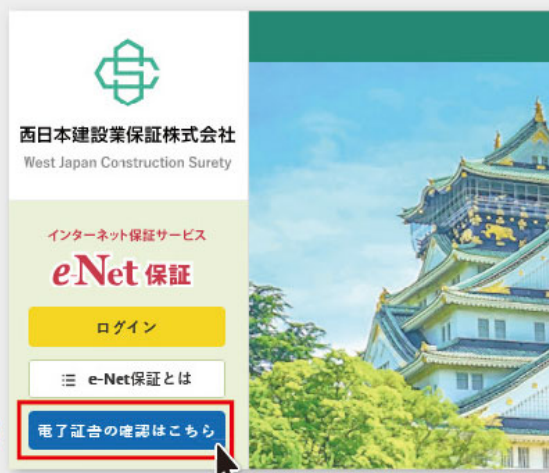 西日本建設業保証株式会社
West Japan Construction Surety
インターネット保証サービス
e-Net 保証
ログイン
e-Net保証とは
電子証書の確認はこちら